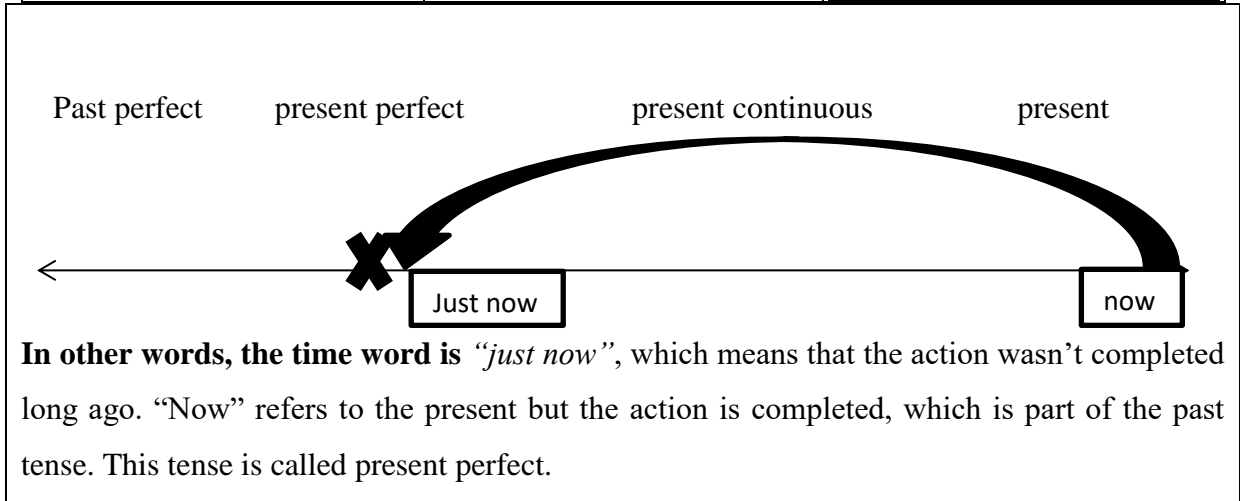 Past perfect present perfect present continuous present
Just now now
In other words, the time word is “just now”, which means that the action wasn’t completed
long ago. “Now” refers to the present but the action is completed, which is part of the past
tense. This tense is called present perfect.